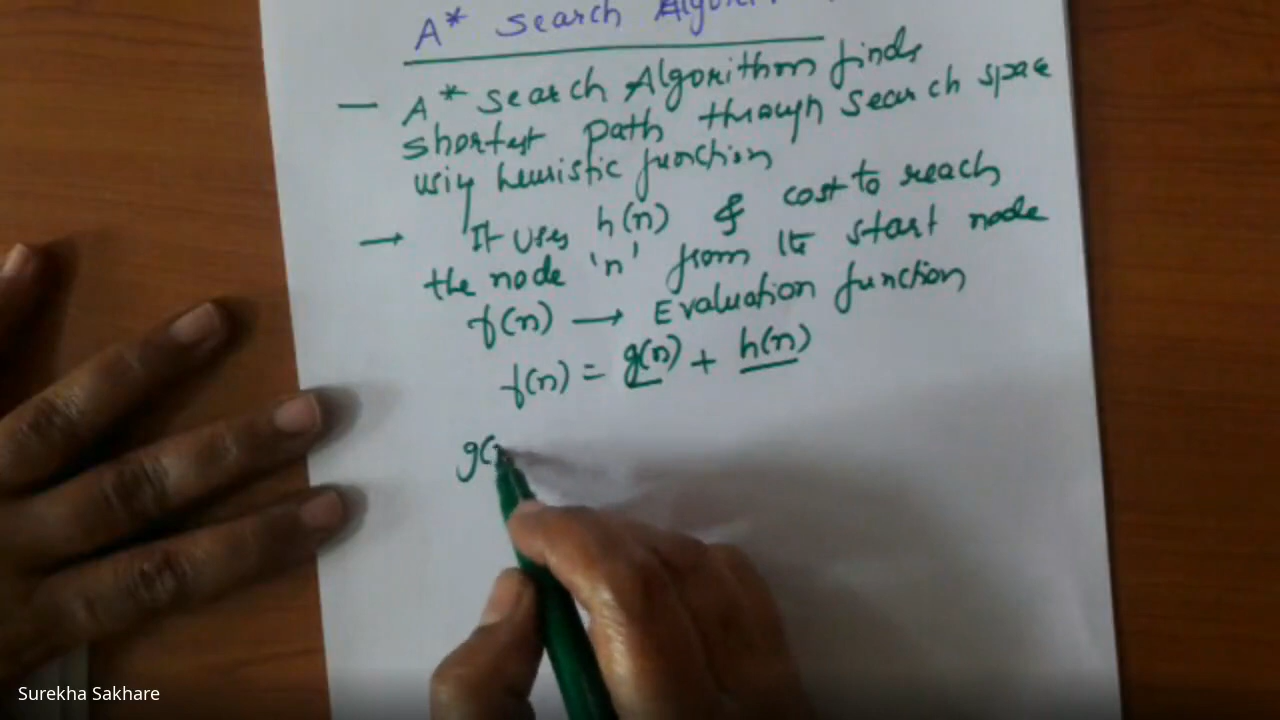 A* Search Algori
— A* Search Algorithm finds
shortest path through search space
using heuristic function
→ It uses h(n) & cost to reach
the node 'n' from the start node
f(n) → Evaluation function
f(n) = g(n) + h(n)
g(n
Surekha Sakhare